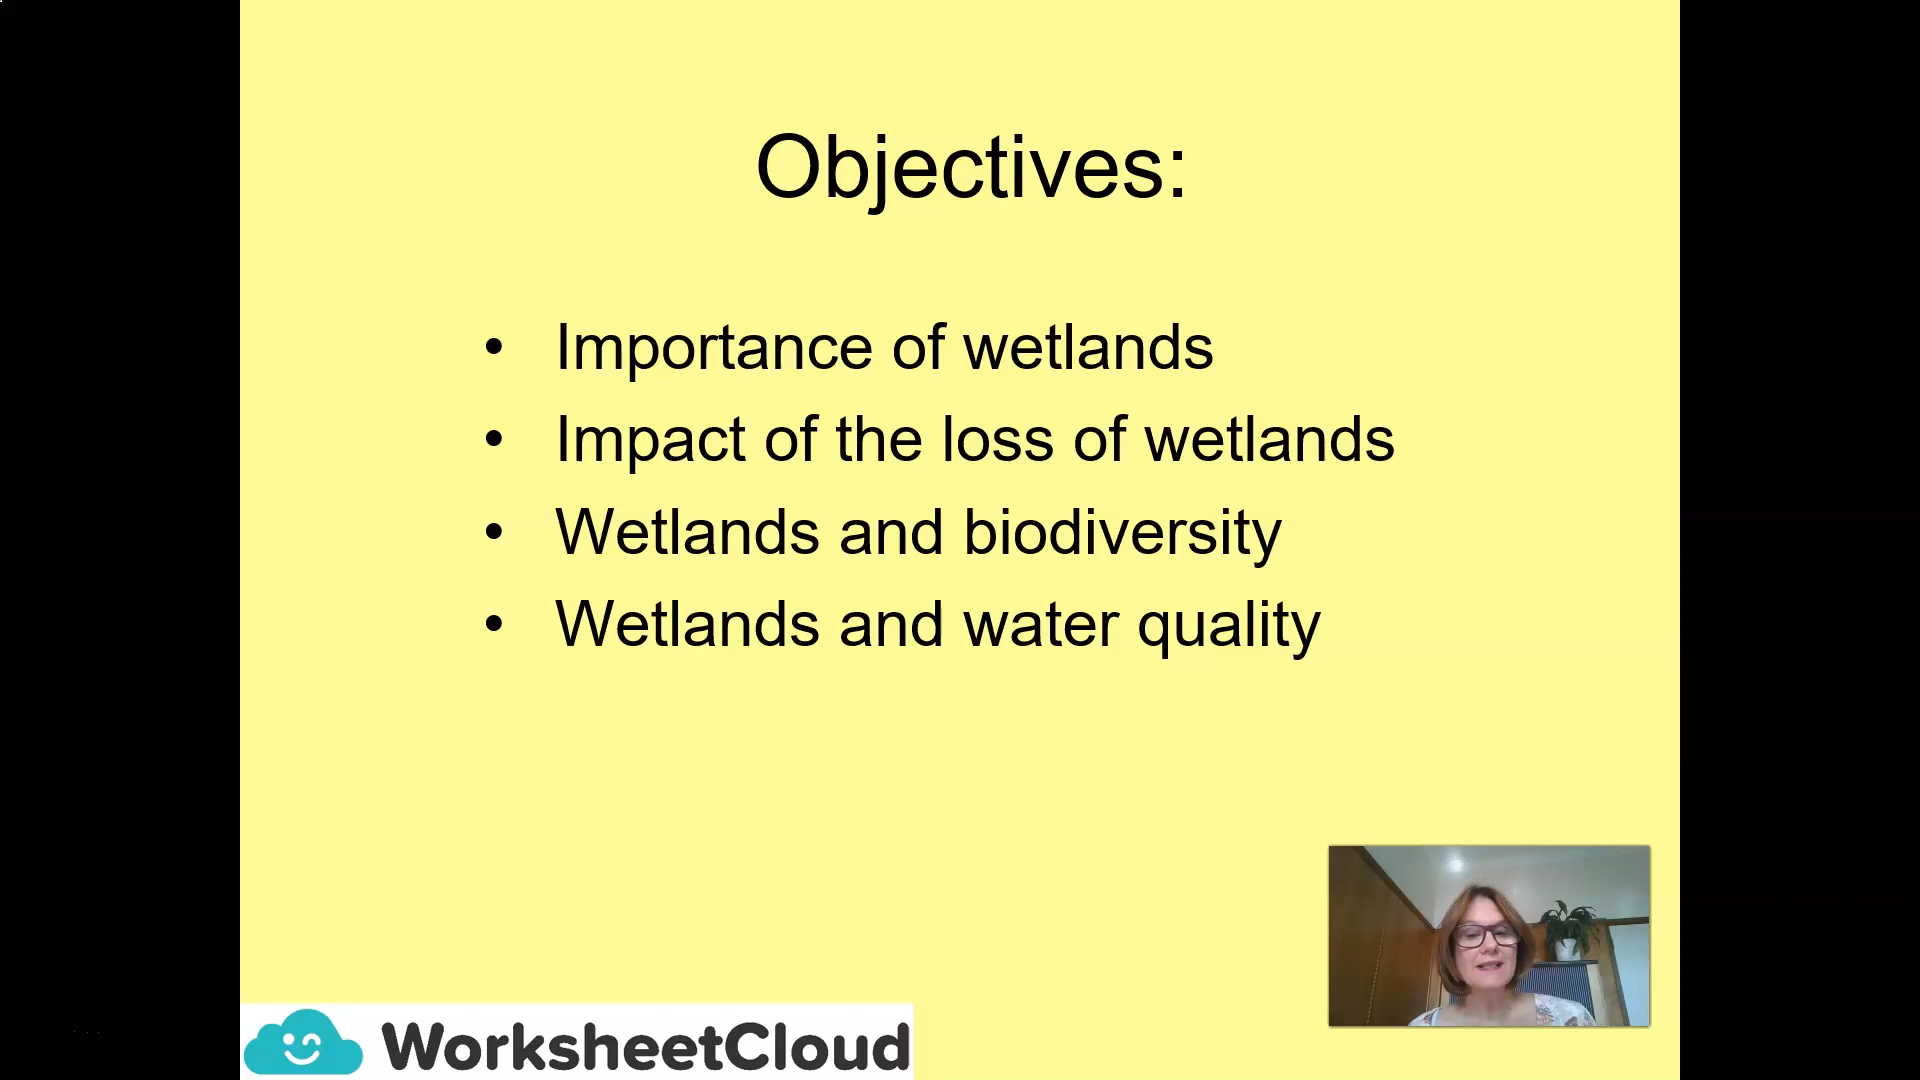 Objectives:
• Importance of wetlands
• Impact of the loss of wetlands
• Wetlands and biodiversity
• Wetlands and water quality
WorksheetCloud